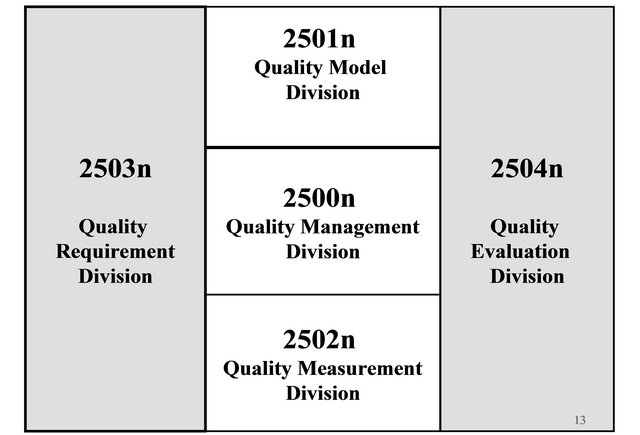 2503n
Quality
Requirement
Division
2501n
Quality Model
Division
2500n
Quality Management
Division
2502n
Quality Measurement
Division
2504n
Quality
Evaluation
Division
13